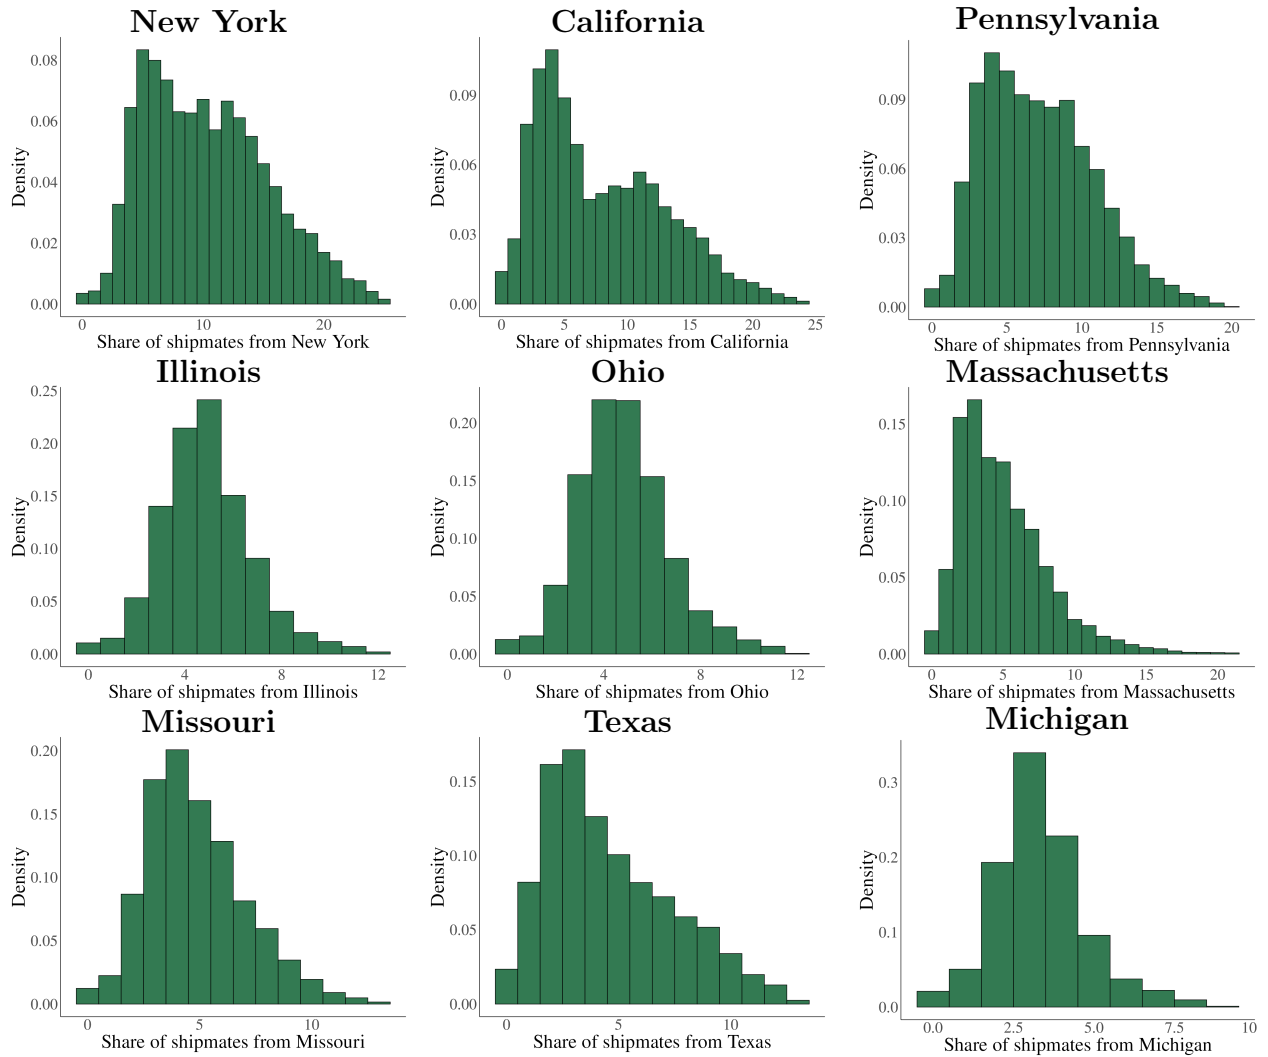 New York
California
Pennsylvania
Density
0.08
0.06
0.04
0.02
0.00
0
10
20
Share of shipmates from New York
Density
0.09
0.06
0.03
0.00
0
5
10
15
20
25
Share of shipmates from California
Density
0.09
0.06
0.03
0.00
0
5
10
15
20
Share of shipmates from Pennsylvania
Illinois
Ohio
Massachusetts
Density
0.25
0.20
0.15
0.10
0.05
0.00
0
4
8
12
Share of shipmates from Illinois
Density
0.20
0.15
0.10
0.05
0.00
0
4
8
12
Share of shipmates from Ohio
Density
0.15
0.10
0.05
0.00
0
5
10
15
20
Share of shipmates from Massachusetts
Missouri
Texas
Michigan
Density
0.20
0.15
0.10
0.05
0.00
0
5
10
Share of shipmates from Missouri
Density
0.15
0.10
0.05
0.00
0
5
10
Share of shipmates from Texas
Density
0.3
0.2
0.1
0.0
0.0
2.5
5.0
7.5
10
Share of shipmates from Michigan